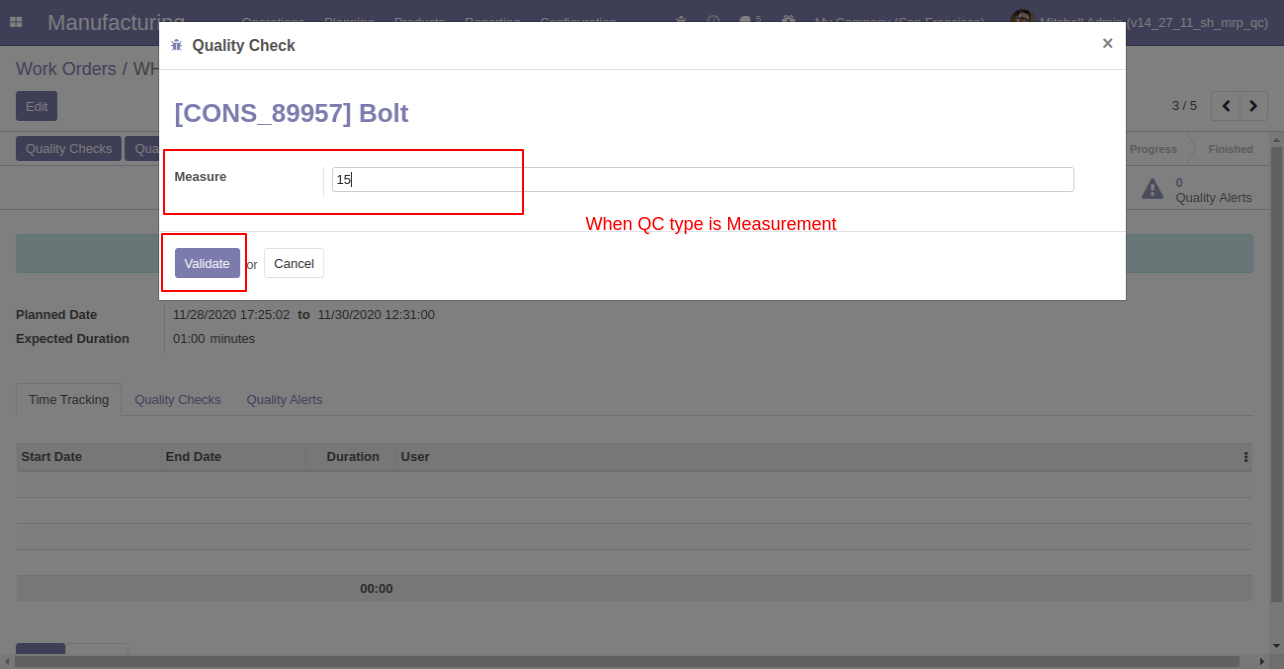 Manufacturing Operations Planning Products Reporting Configuration 5 My Company (San Francisco) Mitchell Admin (v14_27_11_sh_mrp_qc)
Quality Check ×
Work Orders / WH
[CONS_89957] Bolt
Edit
3 / 5
Quality Checks Qua
Progress Finished
Measure 15
0
Quality Alerts
When QC type is Measurement
Validate or Cancel
Planned Date 11/28/2020 17:25:02 to 11/30/2020 12:31:00
Expected Duration 01:00 minutes
Time Tracking Quality Checks Quality Alerts
Start Date End Date Duration User
00:00